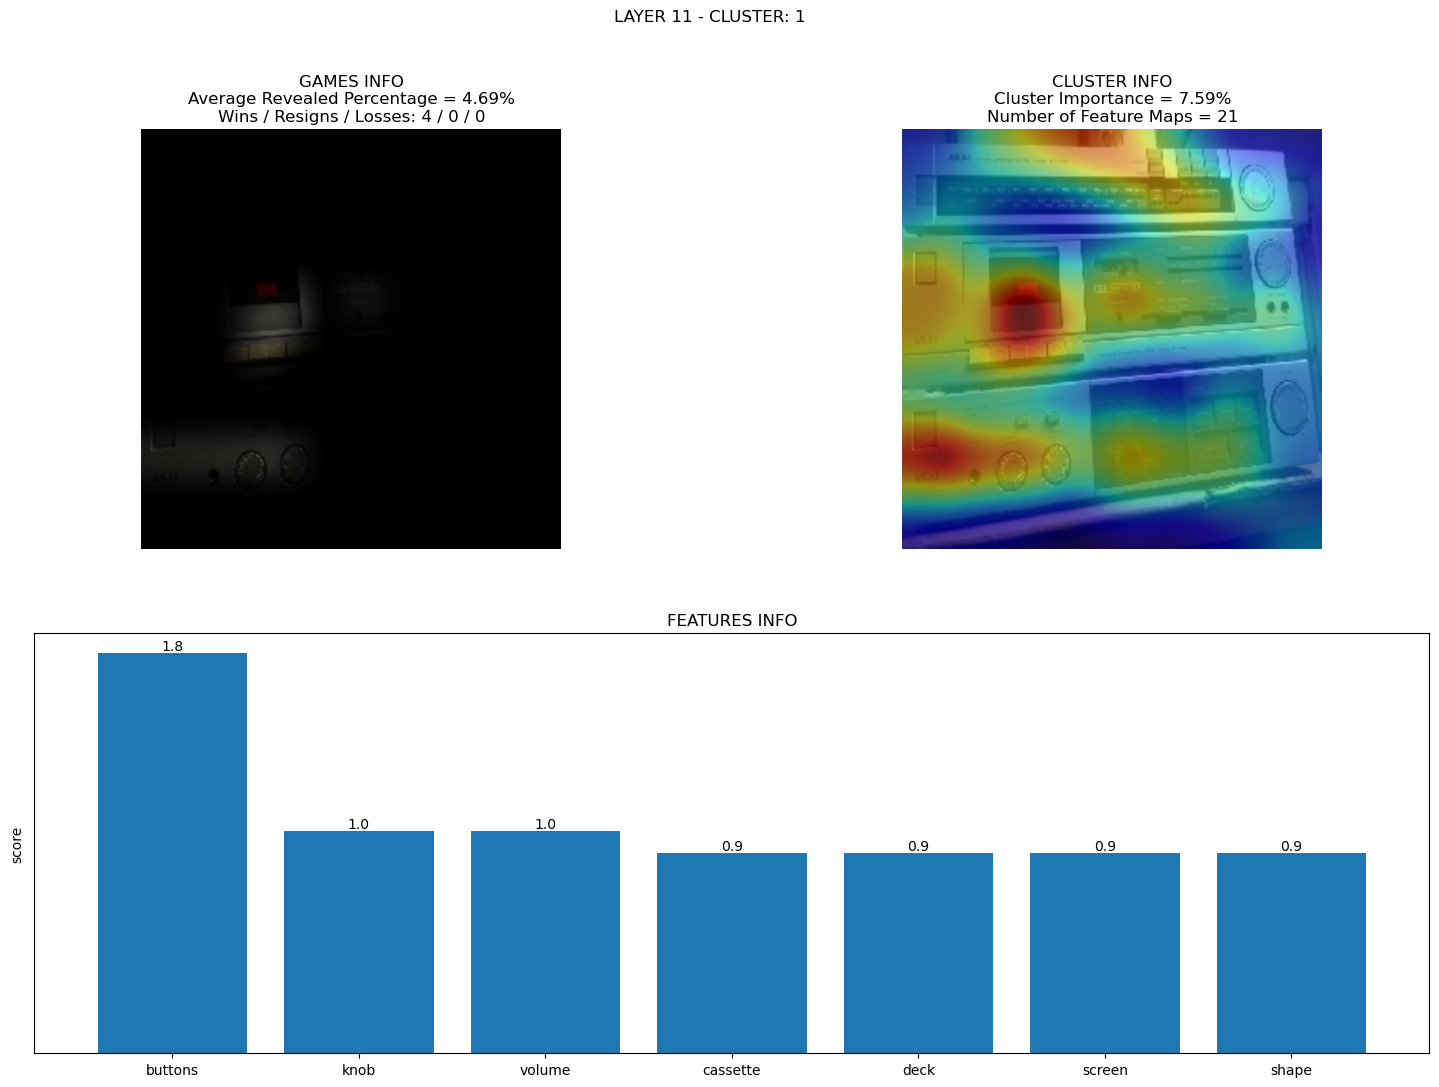 LAYER 11 - CLUSTER: 1
GAMES INFO
Average Revealed Percentage = 4.69%
Wins / Resigns / Losses: 4 / 0 / 0
CLUSTER INFO
Cluster Importance = 7.59%
Number of Feature Maps = 21
AKAI
FEATURES INFO
score
1.8
1.0
1.0
0.9
0.9
0.9
0.9
buttons
knob
volume
cassette
deck
screen
shape